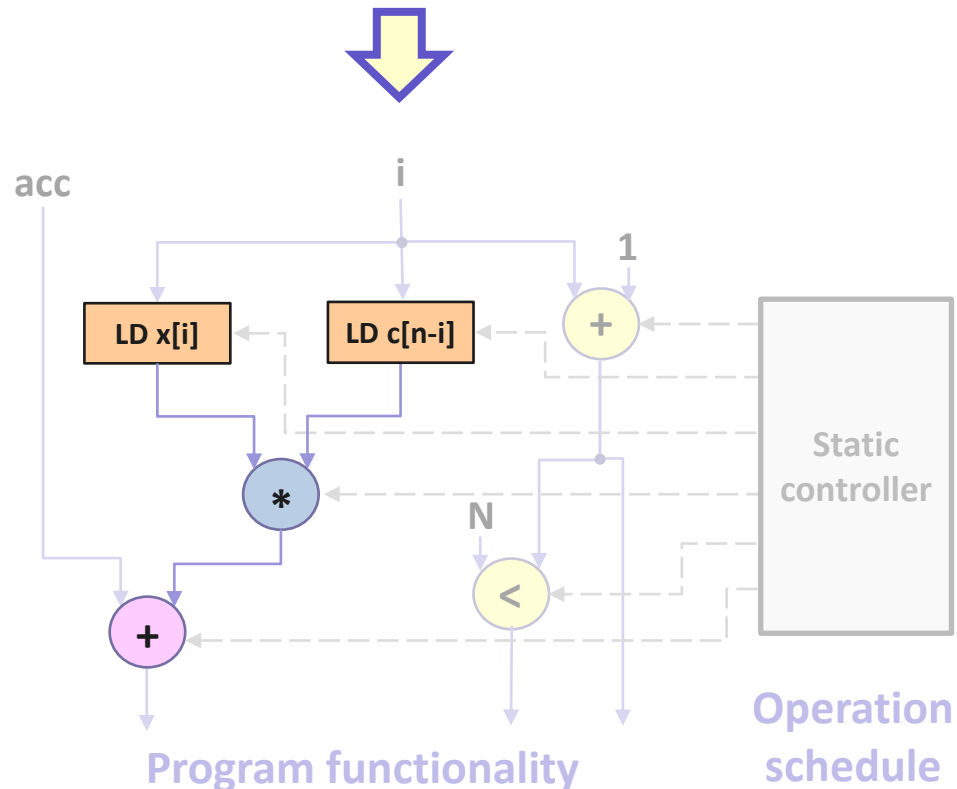 i
acc
1
LD x[i]
LD c[n-i]
+
Static
controller
*
N
<
+
Operation
schedule
Program functionality